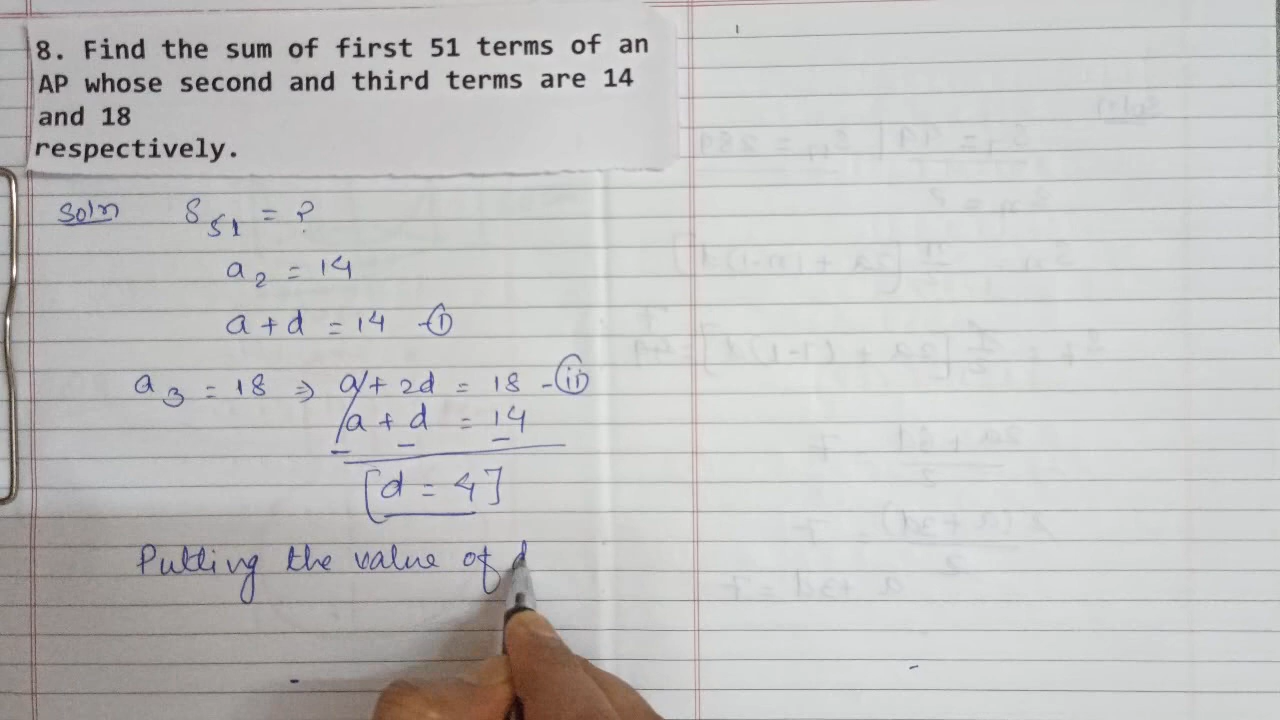 8. Find the sum of first 51 terms of an
AP whose second and third terms are 14
and 18
respectively.
Soln S51 = ?
a2 = 14
a + d = 14 - (i)
a3 = 18 ⇒ a + 2d = 18 - (ii)
a + d = 14
- - -
[d = 4]
Putting the value of d